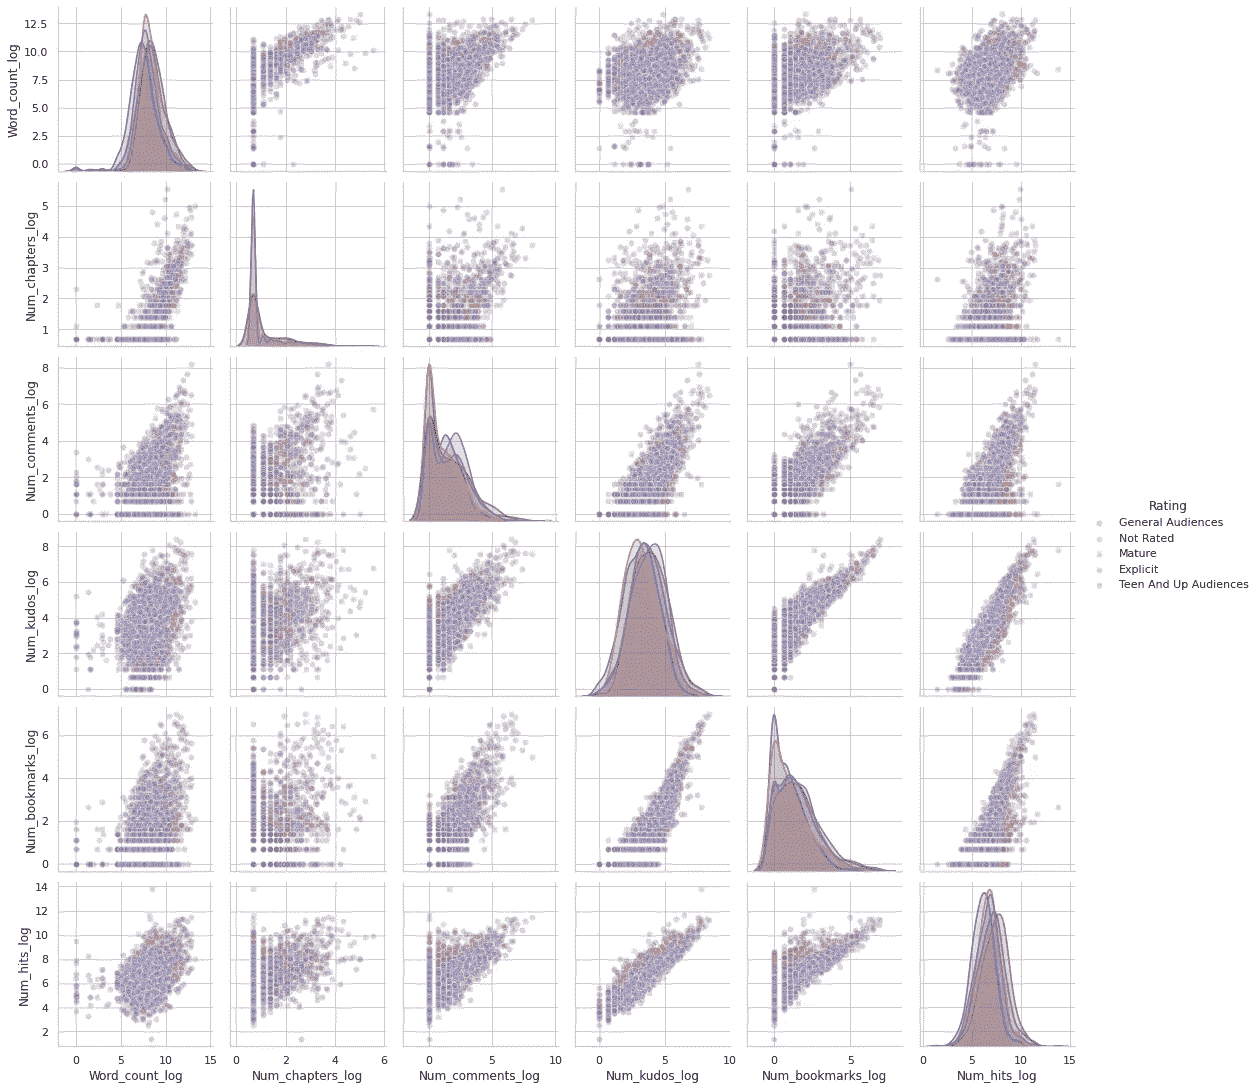 Word_count_log
12.5
10.0
7.5
5.0
2.5
0.0
Num_chapters_log
5
4
3
2
1
Num_comments_log
8
6
4
2
0
Rating
General Audiences
Not Rated
Mature
Explicit
Teen And Up Audiences
Num_kudos_log
8
6
4
2
0
Num_bookmarks_log
6
4
2
0
Num_hits_log
14
12
10
8
6
4
2
0 5 10 15 0 2 4 6 0 5 10 0 5 10 0 5 0 5 10 15
Word_count_log Num_chapters_log Num_comments_log Num_kudos_log Num_bookmarks_log Num_hits_log